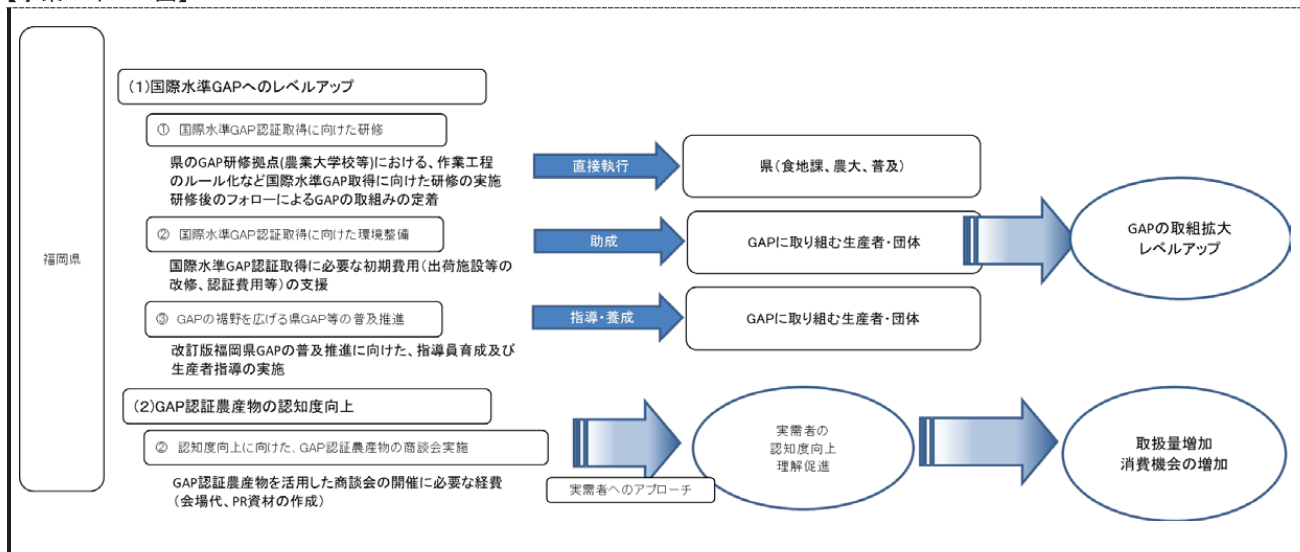 福岡県
(1)国際水準GAPへのレベルアップ
① 国際水準GAP認証取得に向けた研修
県のGAP研修拠点(農業大学校等)における、作業工程
のルール化など国際水準GAP取得に向けた研修の実施
研修後のフォローによるGAPの取組みの定着
直接執行
県(食地課、農大、普及)
② 国際水準GAP認証取得に向けた環境整備
国際水準GAP認証取得に必要な初期費用(出荷施設等の
改修、認証費用等)の支援
助成
GAPに取り組む生産者・団体
③ GAPの裾野を広げる県GAP等の普及推進
改訂版福岡県GAPの普及推進に向けた、指導員育成及び
生産者指導の実施
指導・養成
GAPに取り組む生産者・団体
GAPの取組拡大
レベルアップ
(2)GAP認証農産物の認知度向上
② 認知度向上に向けた、GAP認証農産物の商談会実施
GAP認証農産物を活用した商談会の開催に必要な経費
(会場代、PR資材の作成)
実需者へのアプローチ
実需者の
認知度向上
理解促進
取扱量増加
消費機会の増加